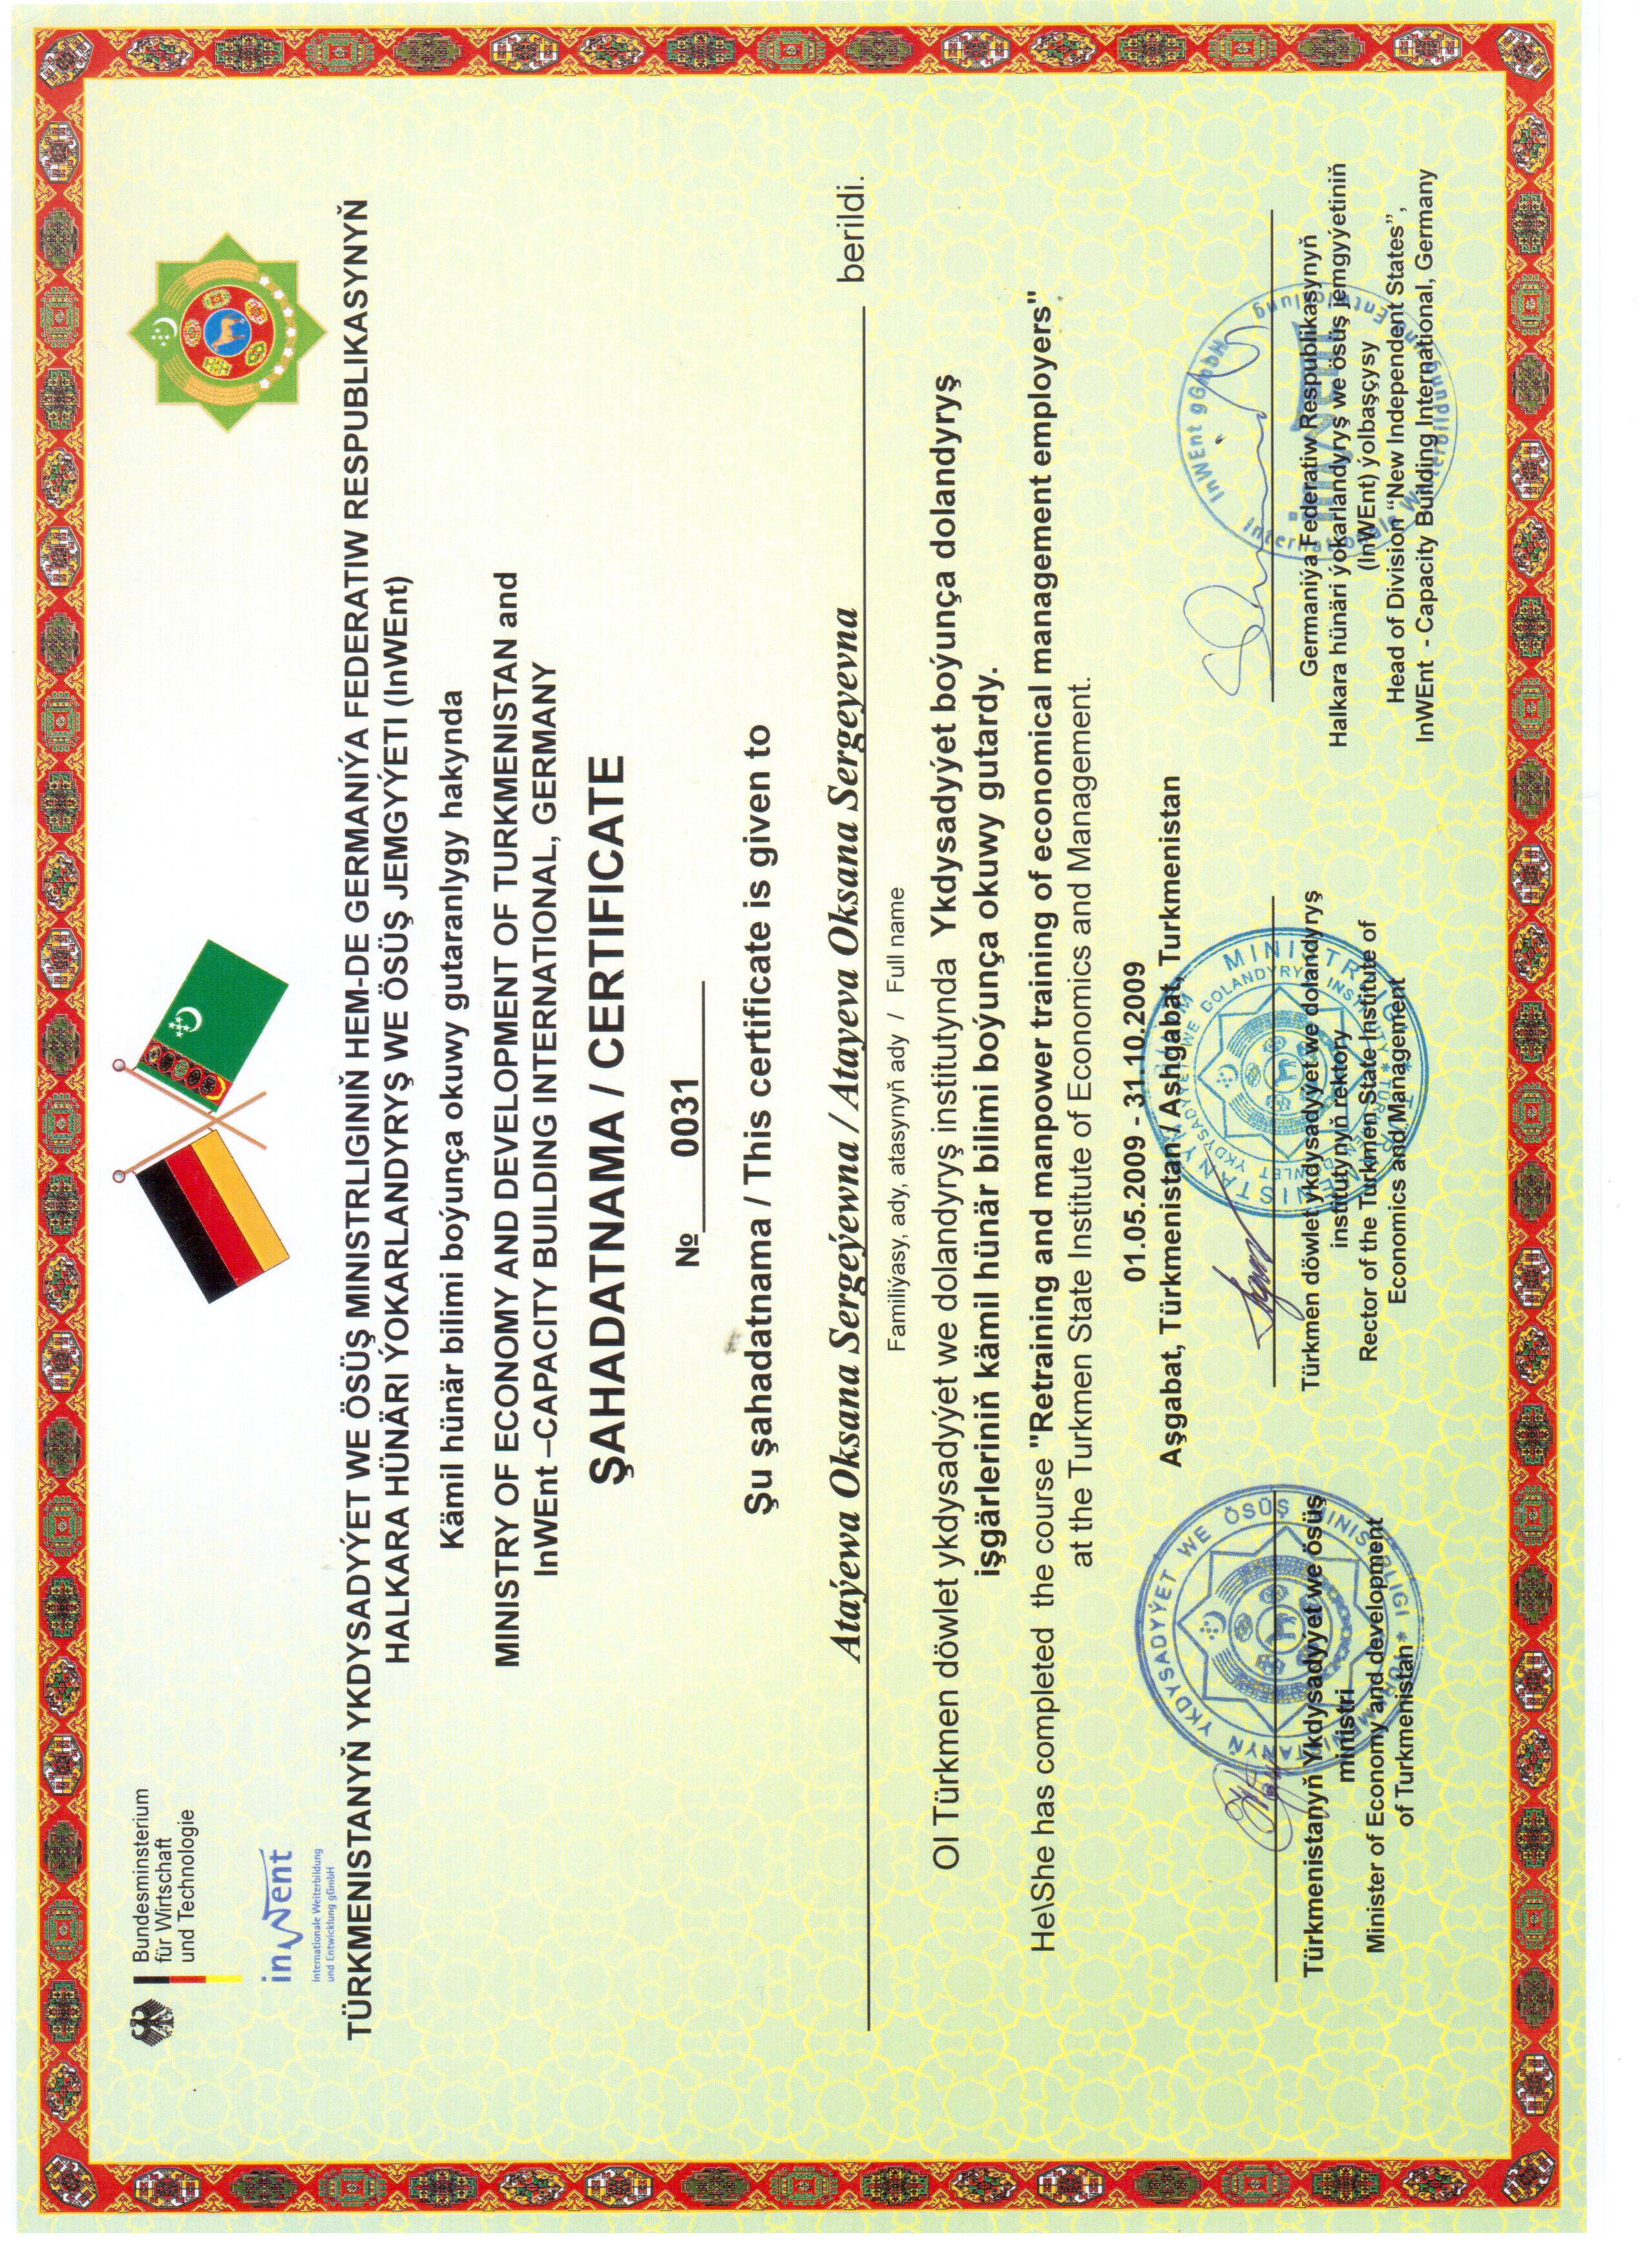 Bundesminsterium
für Wirtschaft
und Technologie
inwent
Internationale Weiterbildung
und Entwicklung gGmbH
TÜRKMENISTANYŇ YKDYSADYÝET WE ÖSÜŞ MINISTRLIGINIŇ HEM-DE GERMANIÝA FEDERATIW RESPUBLIKASYNYŇ
HALKARA HÜNÄRI ÝOKARLANDYRYŞ WE ÖSÜŞ JEMGYÝETI (InWEnt)
Kämil hünär bilimi boýunça okuwy gutaranlygy hakynda
MINISTRY OF ECONOMY AND DEVELOPMENT OF TURKMENISTAN and
InWEnt –CAPACITY BUILDING INTERNATIONAL, GERMANY
ŞAHADATNAMA / CERTIFICATE
№ 0031
Şu şahadatnama / This certificate is given to
Ataýewa Oksana Sergeýewna / Atayeva Oksana Sergeyevna berildi.
Familiýasy, ady, atasynyň ady / Full name
Ol Türkmen döwlet ykdysadyýet we dolandyryş institutynda Ykdysadyýet boýunça dolandyryş
işgärleriniň kämil hünär bilimi boýunça okuwy gutardy.
He\She has completed the course "Retraining and manpower training of economical management employers"
at the Turkmen State Institute of Economics and Management.
01.05.2009 - 31.10.2009
Aşgabat, Türkmenistan / Ashgabat, Turkmenistan
Türkmenistanyň Ykdysadyýet we ösüş
ministri
Minister of Economy and development
of Turkmenistan
TÜRKMENISTANYŇ YKDYSADYÝET WE ÖSÜŞ MINISTRLIGI
Türkmen döwlet ykdysadyýet we dolandyryş
institutynyň rektory
Rector of the Turkmen State Institute of
Economics and Management
Germaniýa Federatiw Respublikasynyň
Halkara hünäri ýokarlandyryş we ösüş jemgyýetiniň
(InWEnt) ýolbaşçysy
Head of Division “New Independent States”,
InWEnt - Capacity Building International, Germany
InWEnt gGmbH
inwent